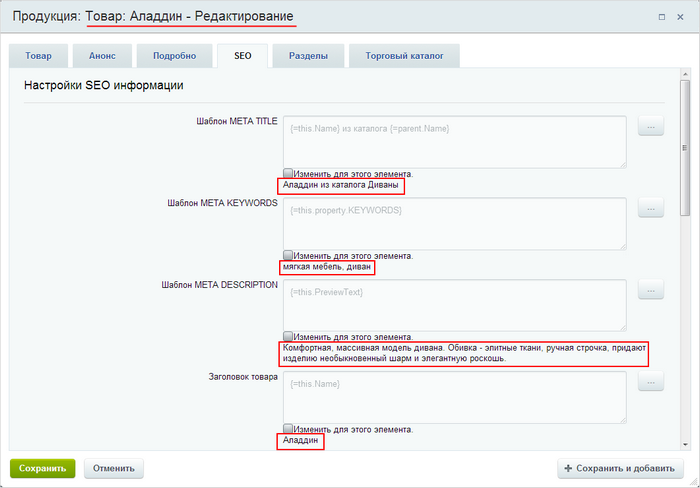 Продукция: Товар: Аладдин - Редактирование
Товар Анонс Подробно SEO Разделы Торговый каталог
Настройки SEO информации
Шаблон META TITLE {=this.Name} из каталога {=parent.Name} ...
Изменить для этого элемента.
Аладдин из каталога Диваны
Шаблон META KEYWORDS {=this.property.KEYWORDS} ...
Изменить для этого элемента.
мягкая мебель, диван
Шаблон META DESCRIPTION {=this.PreviewText} ...
Изменить для этого элемента.
Комфортная, массивная модель дивана. Обивка - элитные ткани, ручная строчка, придают
изделию необыкновенный шарм и элегантную роскошь.
Заголовок товара {=this.Name} ...
Изменить для этого элемента.
Аладдин
Сохранить Отменить + Сохранить и добавить